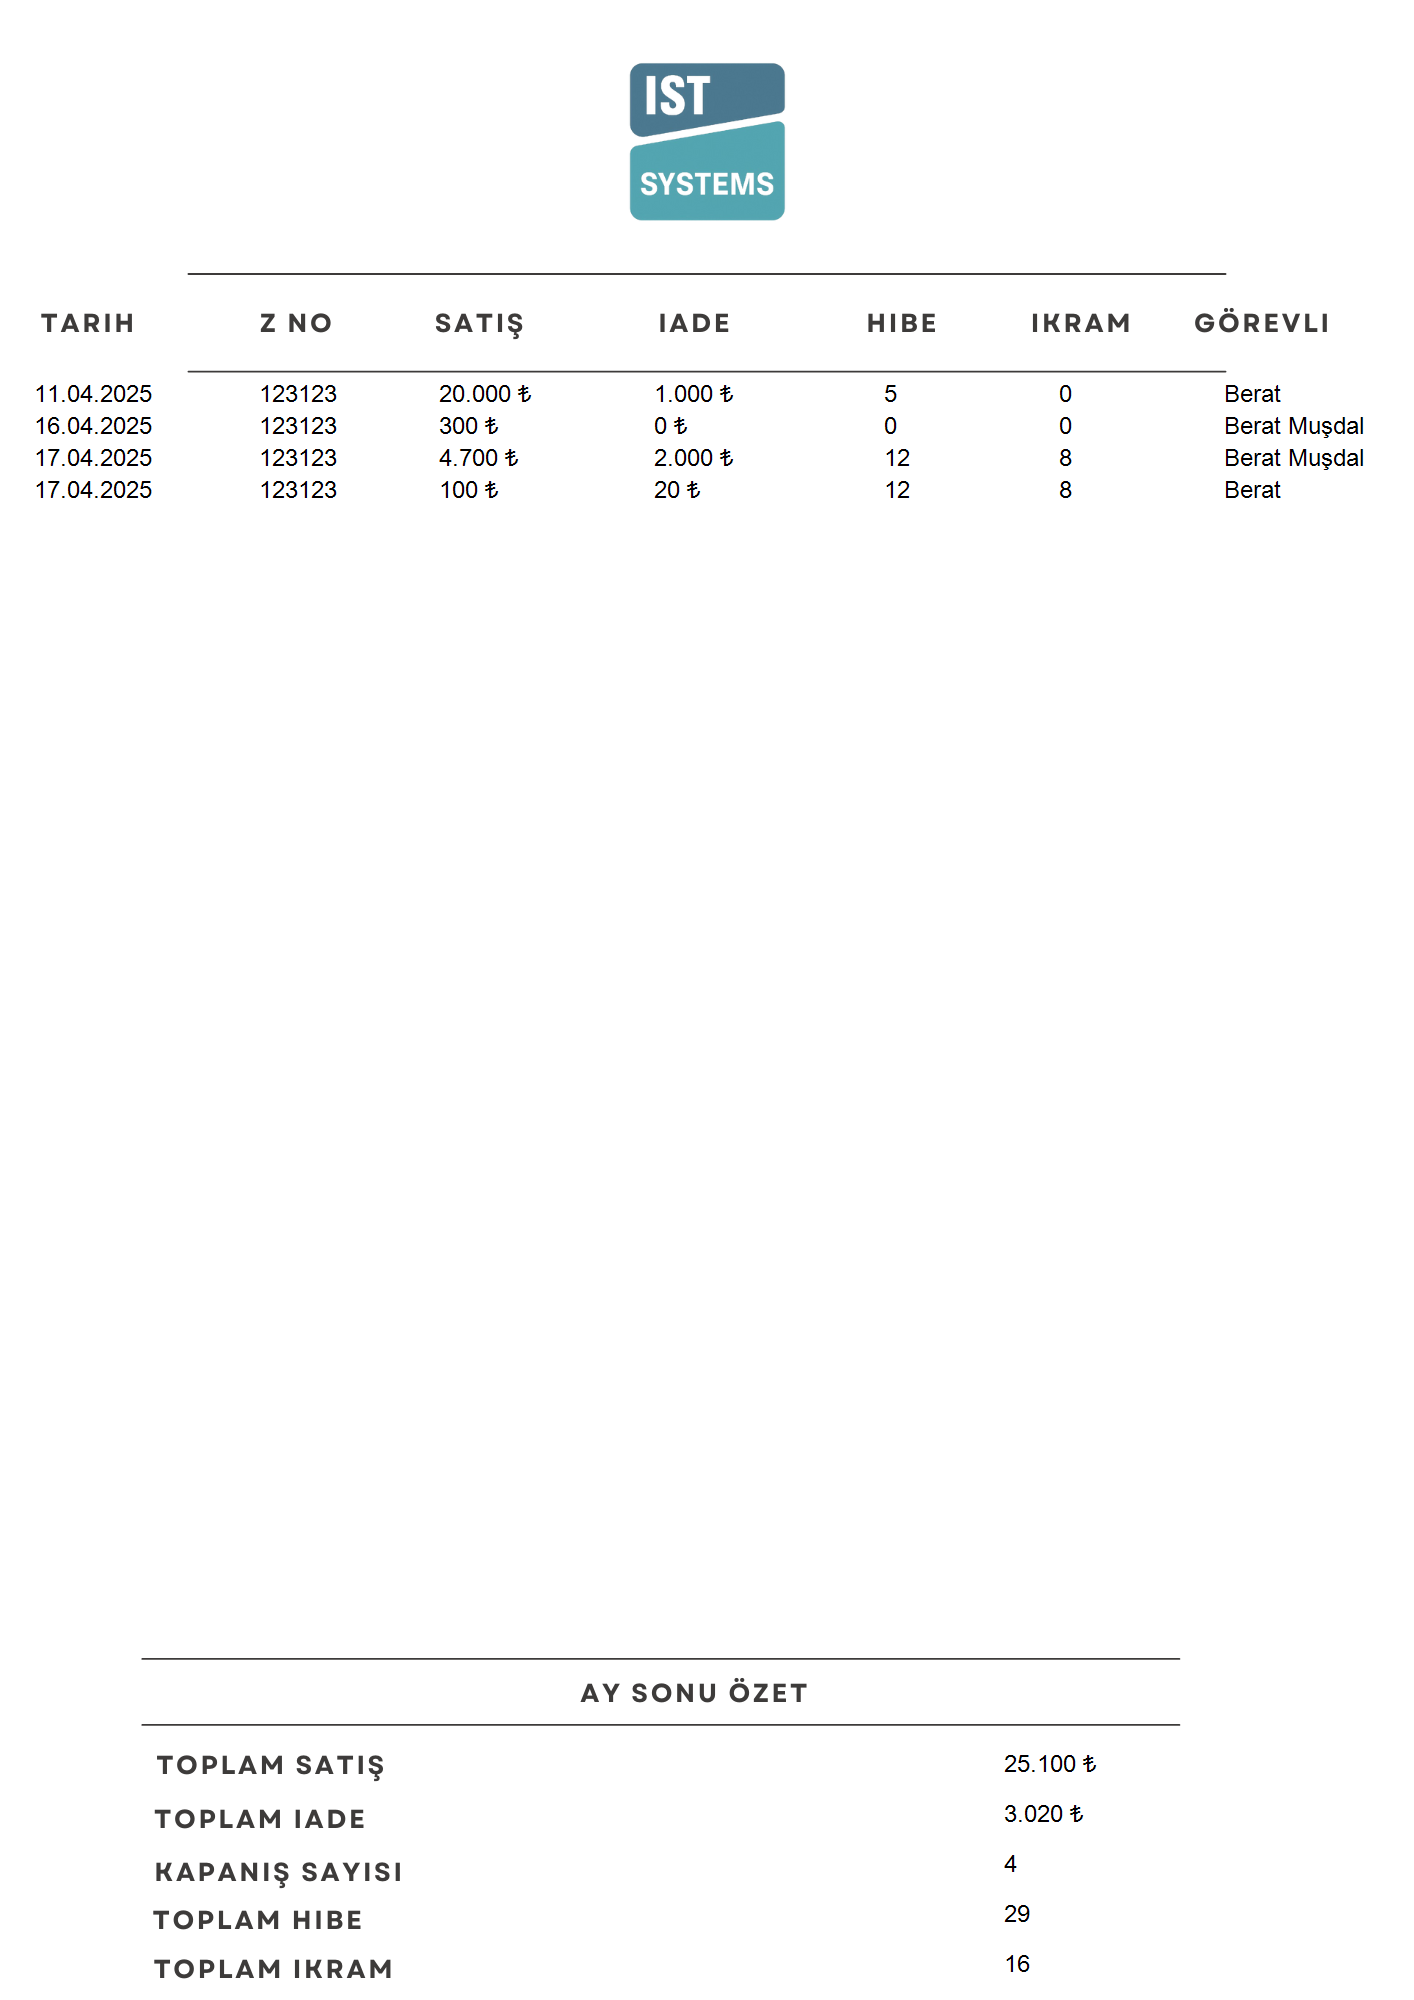 IST
SYSTEMS
TARIH Z NO SATIŞ IADE HIBE IKRAM GÖREVLI
11.04.2025 123123 20.000 ₺ 1.000 ₺ 5 0 Berat
16.04.2025 123123 300 ₺ 0 ₺ 0 0 Berat Muşdal
17.04.2025 123123 4.700 ₺ 2.000 ₺ 12 8 Berat Muşdal
17.04.2025 123123 100 ₺ 20 ₺ 12 8 Berat
AY SONU ÖZET
TOPLAM SATIŞ 25.100 ₺
TOPLAM IADE 3.020 ₺
KAPANIŞ SAYISI 4
TOPLAM HIBE 29
TOPLAM IKRAM 16